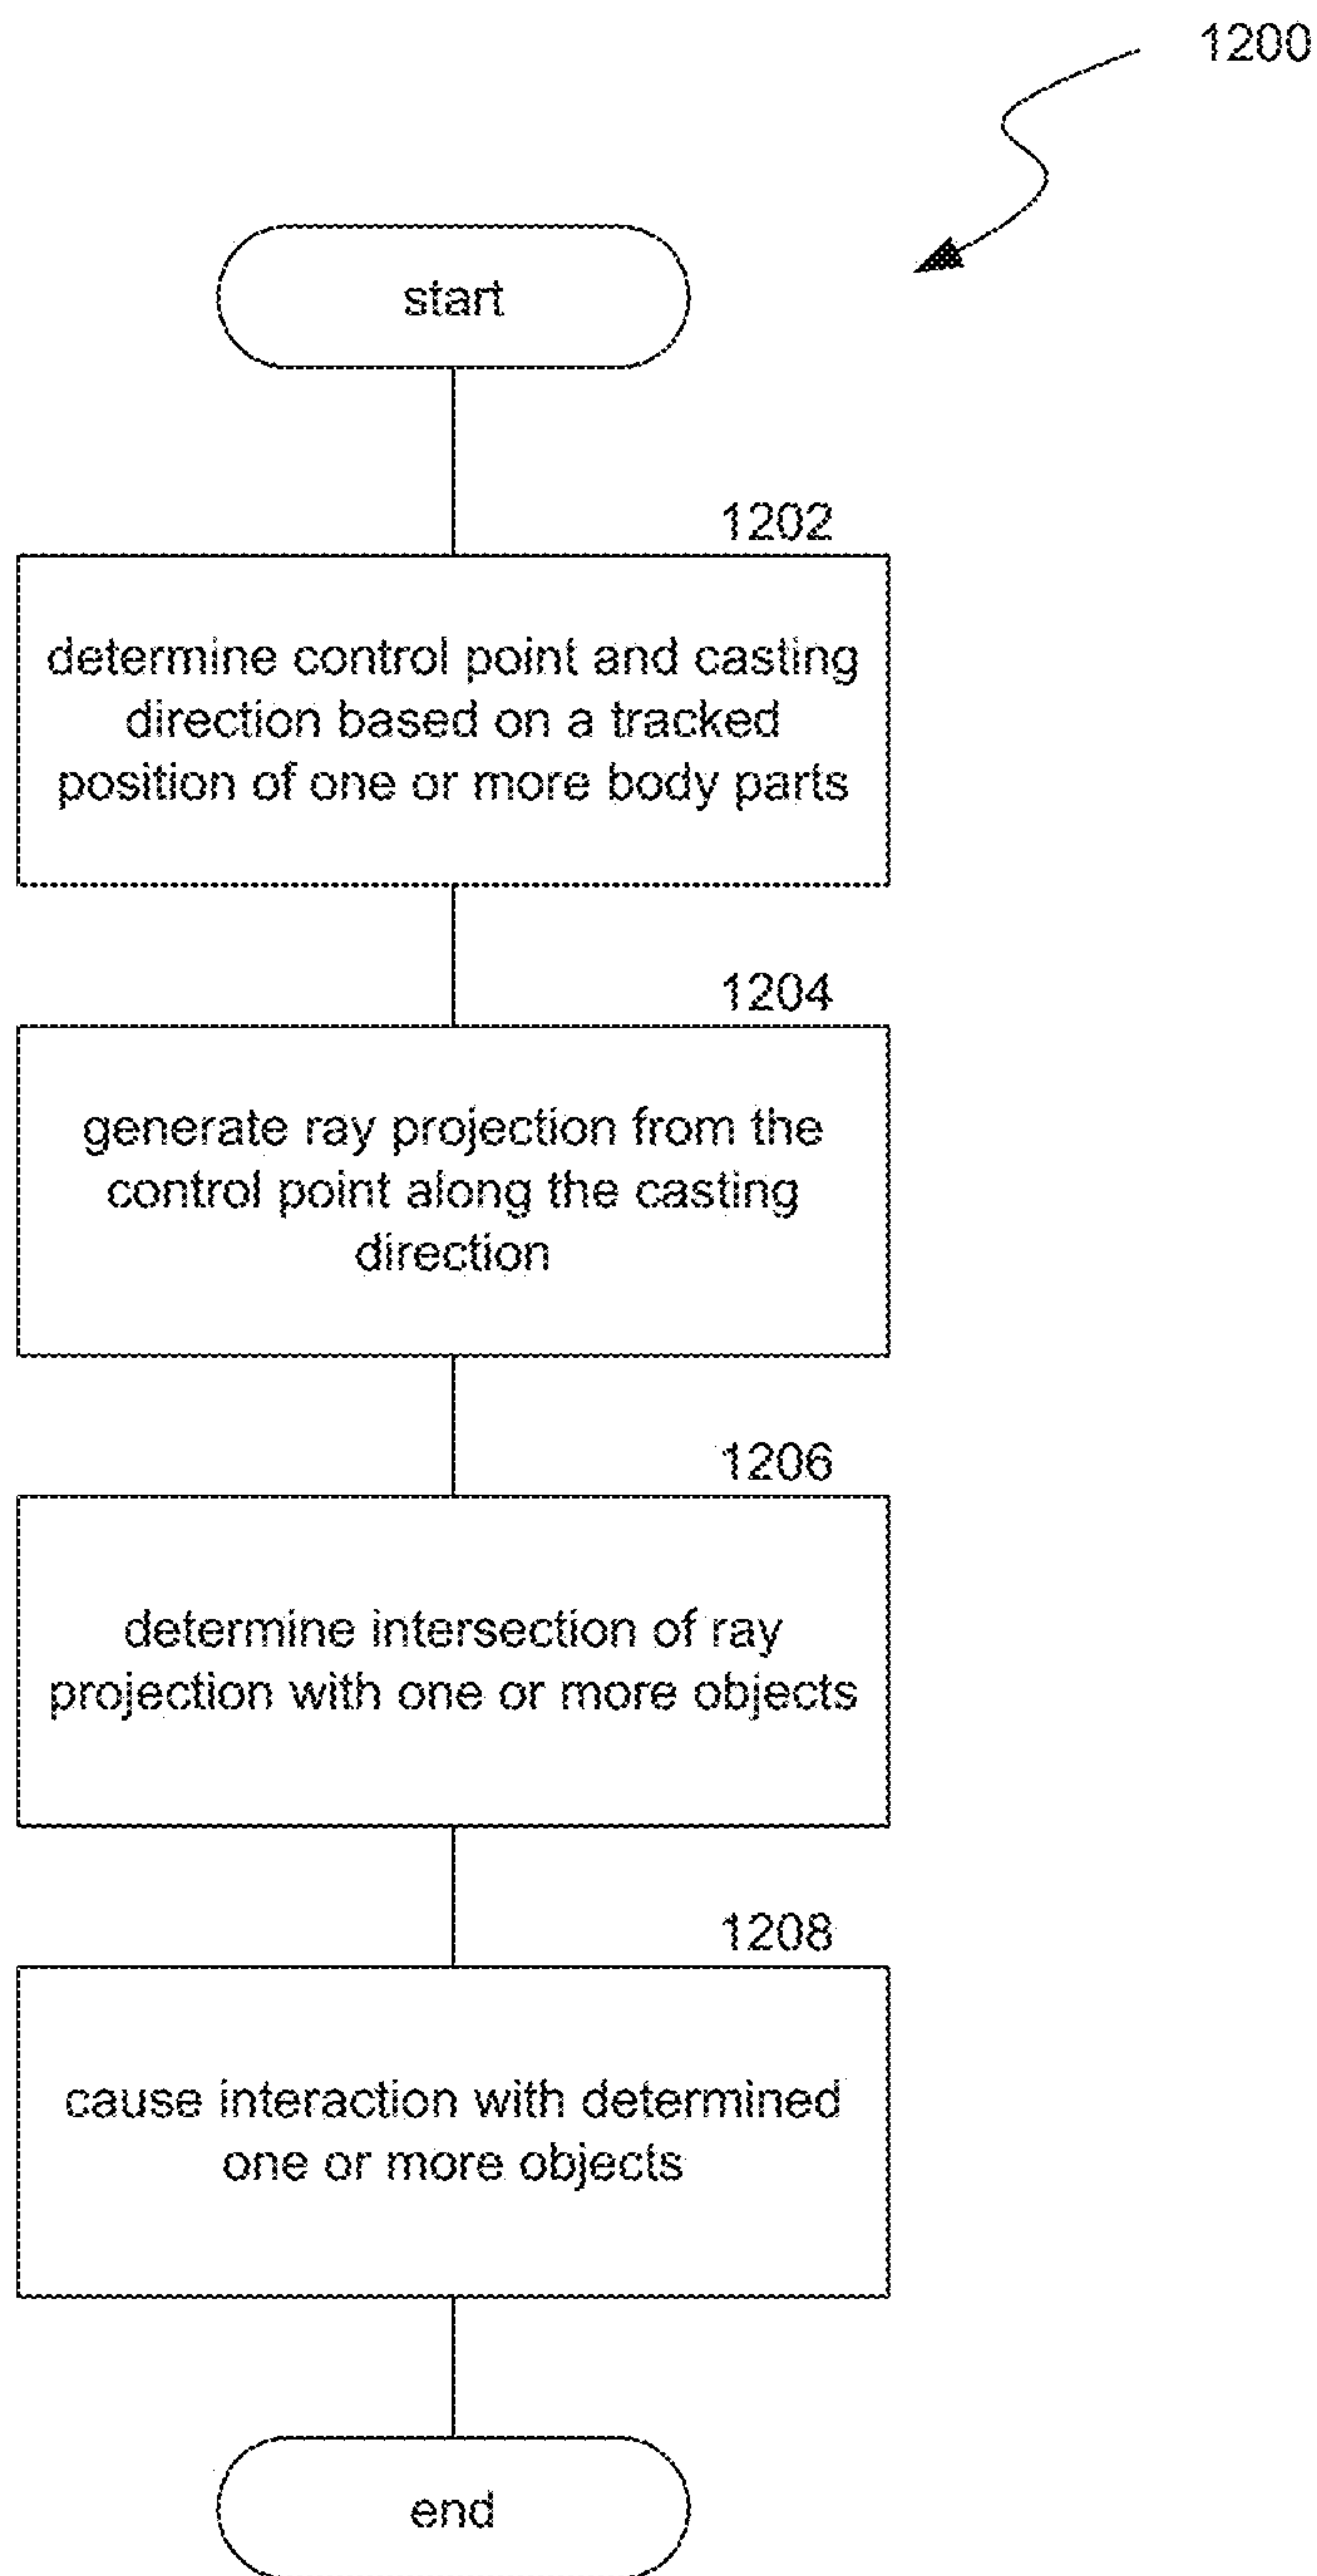 1200
start
1202
determine control point and casting
direction based on a tracked
position of one or more body parts
1204
generate ray projection from the
control point along the casting
direction
1206
determine intersection of ray
projection with one or more objects
1208
cause interaction with determined
one or more objects
end